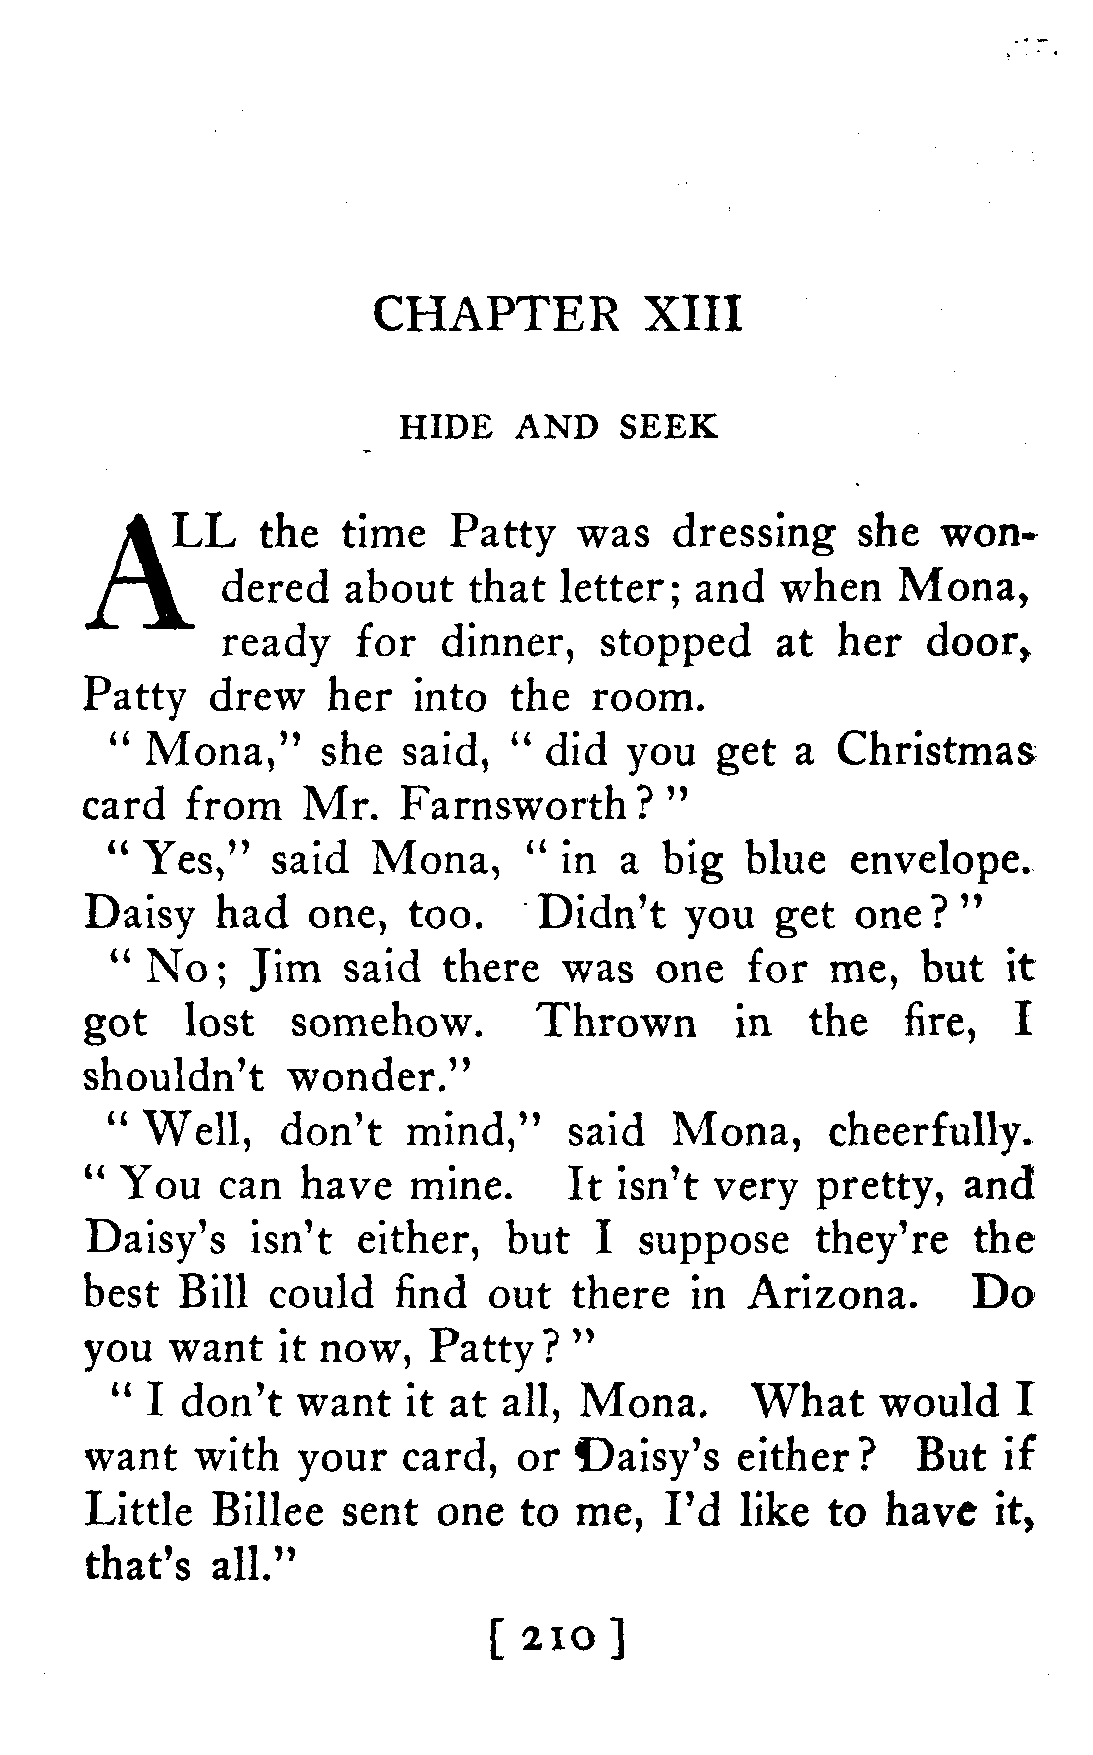 CHAPTER XIII
HIDE AND SEEK
ALL the time Patty was dressing she won-
dered about that letter; and when Mona,
ready for dinner, stopped at her door,
Patty drew her into the room.
" Mona," she said, " did you get a Christmas
card from Mr. Farnsworth? "
" Yes," said Mona, " in a big blue envelope.
Daisy had one, too. Didn't you get one? "
" No; Jim said there was one for me, but it
got lost somehow. Thrown in the fire, I
shouldn't wonder."
" Well, don't mind," said Mona, cheerfully.
" You can have mine. It isn't very pretty, and
Daisy's isn't either, but I suppose they're the
best Bill could find out there in Arizona. Do
you want it now, Patty? "
" I don't want it at all, Mona. What would I
want with your card, or Daisy's either? But if
Little Billee sent one to me, I'd like to have it,
that's all."
[ 210 ]